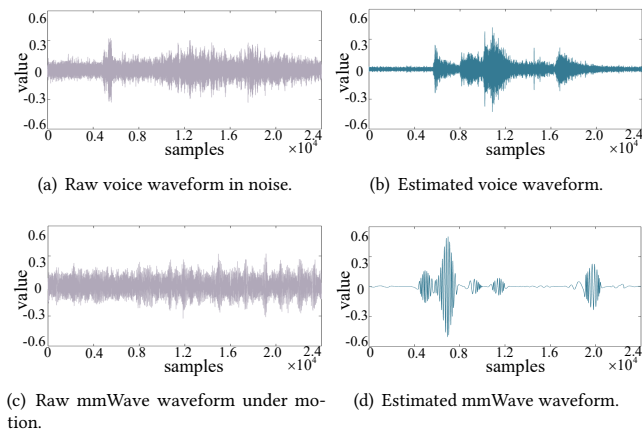 0.6
0.3
0
-0.3
-0.6
value
0 0.4 0.8 1.2 1.6 2.0 2.4
samples
×10⁴
(a) Raw voice waveform in noise.
0.6
0.3
0
-0.3
-0.6
value
0 0.4 0.8 1.2 1.6 2.0 2.4
samples
×10⁴
(b) Estimated voice waveform.
0.6
0.3
0
-0.3
-0.6
value
0 0.4 0.8 1.2 1.6 2.0 2.4
samples
×10⁴
(c) Raw mmWave waveform under mo-
tion.
0.6
0.3
0
-0.3
-0.6
value
0 0.4 0.8 1.2 1.6 2.0 2.4
samples
×10⁴
(d) Estimated mmWave waveform.